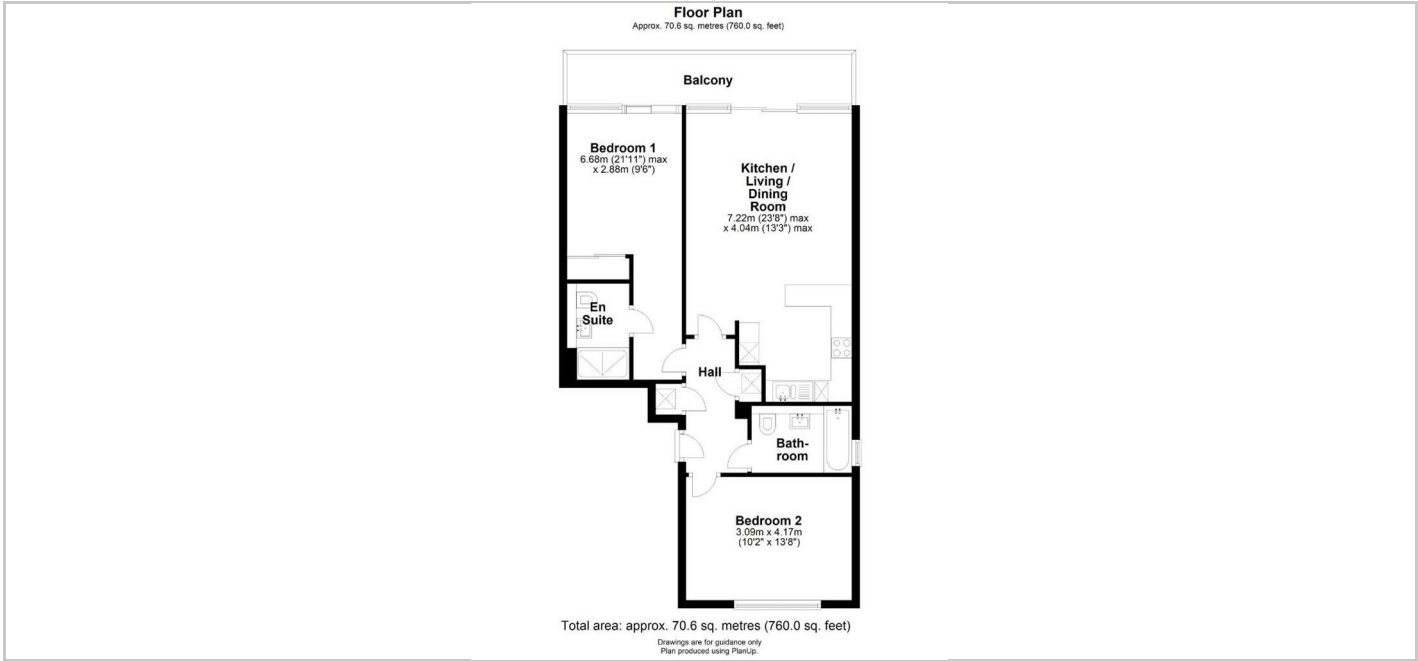 Floor Plan
Approx. 70.6 sq. metres (760.0 sq. feet)
Balcony
Bedroom 1
6.68m (21'11") max
x 2.88m (9'6")
Kitchen /
Living /
Dining
Room
7.22m (23'8") max
x 4.04m (13'3") max
En
Suite
Hall
Bath-
room
Bedroom 2
3.09m x 4.17m
(10'2" x 13'8")
Total area: approx. 70.6 sq. metres (760.0 sq. feet)
Drawings are for guidance only
Plan produced using PlanUp.